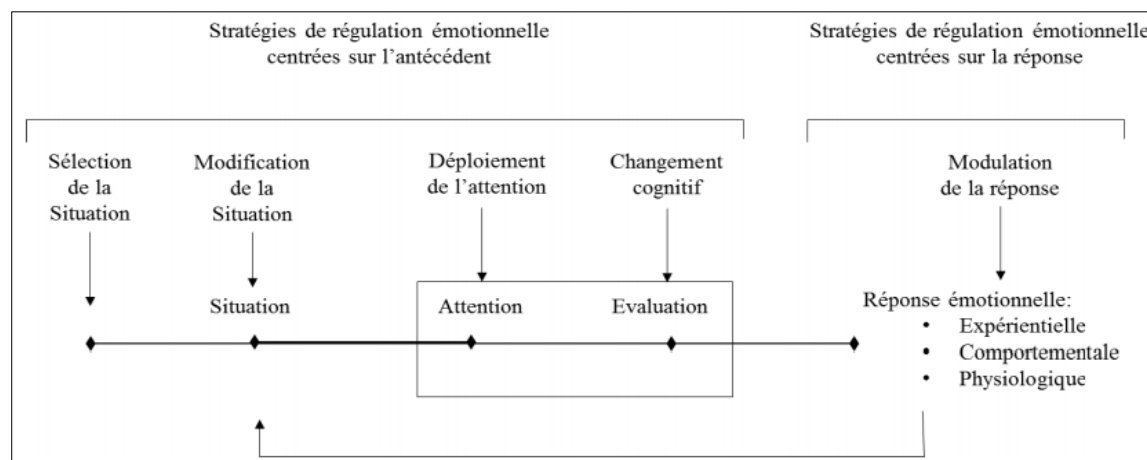 Stratégies de régulation émotionnelle
centrées sur l'antécédent
Stratégies de régulation émotionnelle
centrées sur la réponse
Sélection
de la
Situation
Modification
de la
Situation
Déploiement
de l'attention
Changement
cognitif
Modulation
de la réponse
Situation
Attention
Evaluation
Réponse émotionnelle:
• Expérientielle
• Comportementale
• Physiologique